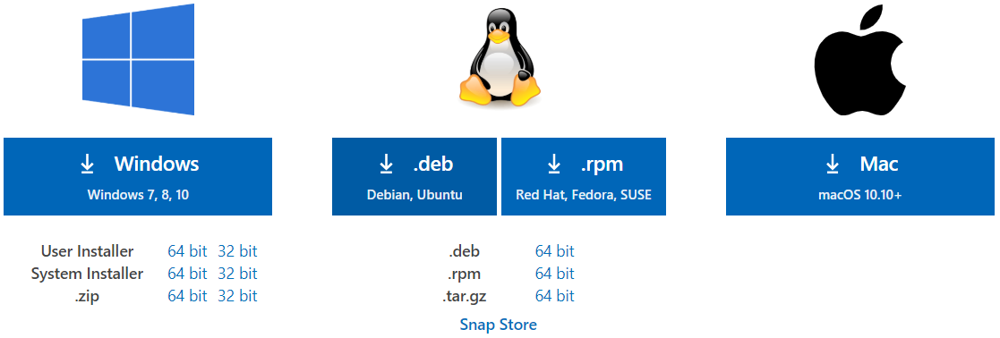 Windows
Windows 7, 8, 10
User Installer 64 bit 32 bit
System Installer 64 bit 32 bit
.zip 64 bit 32 bit
.deb
Debian, Ubuntu
.rpm
Red Hat, Fedora, SUSE
.deb 64 bit
.rpm 64 bit
.tar.gz 64 bit
Snap Store
Mac
macOS 10.10+